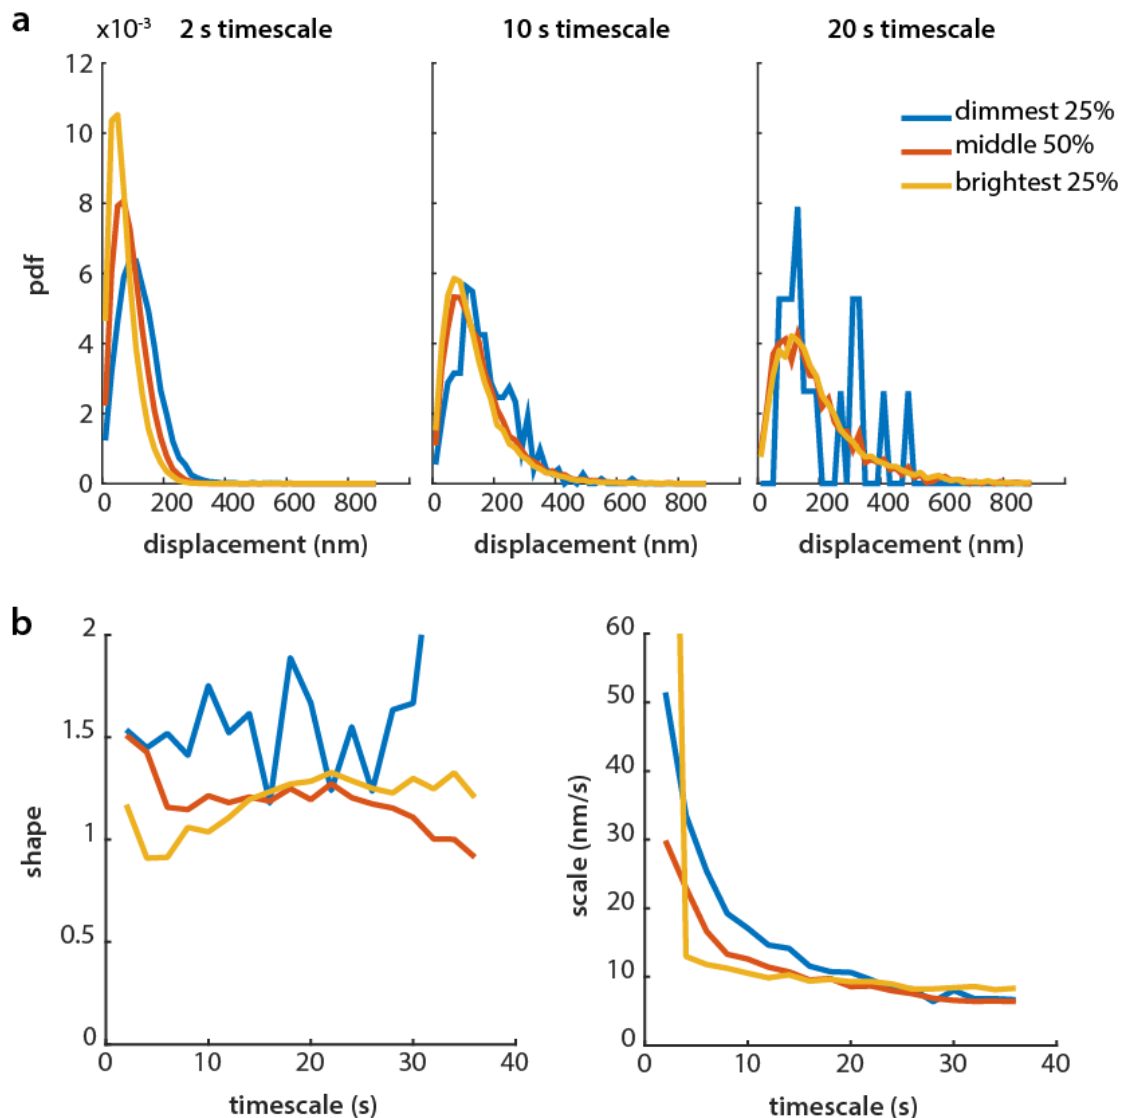 a
x10-3 2 s timescale 10 s timescale 20 s timescale
12
10
8
6
4
2
0
pdf
0 200 400 600 800
displacement (nm)
0 200 400 600 800
displacement (nm)
0 200 400 600 800
displacement (nm)
dimmest 25%
middle 50%
brightest 25%
b
2
1.5
1
0.5
0
shape
0 10 20 30 40
timescale (s)
60
50
40
30
20
10
0
scale (nm/s)
0 10 20 30 40
timescale (s)